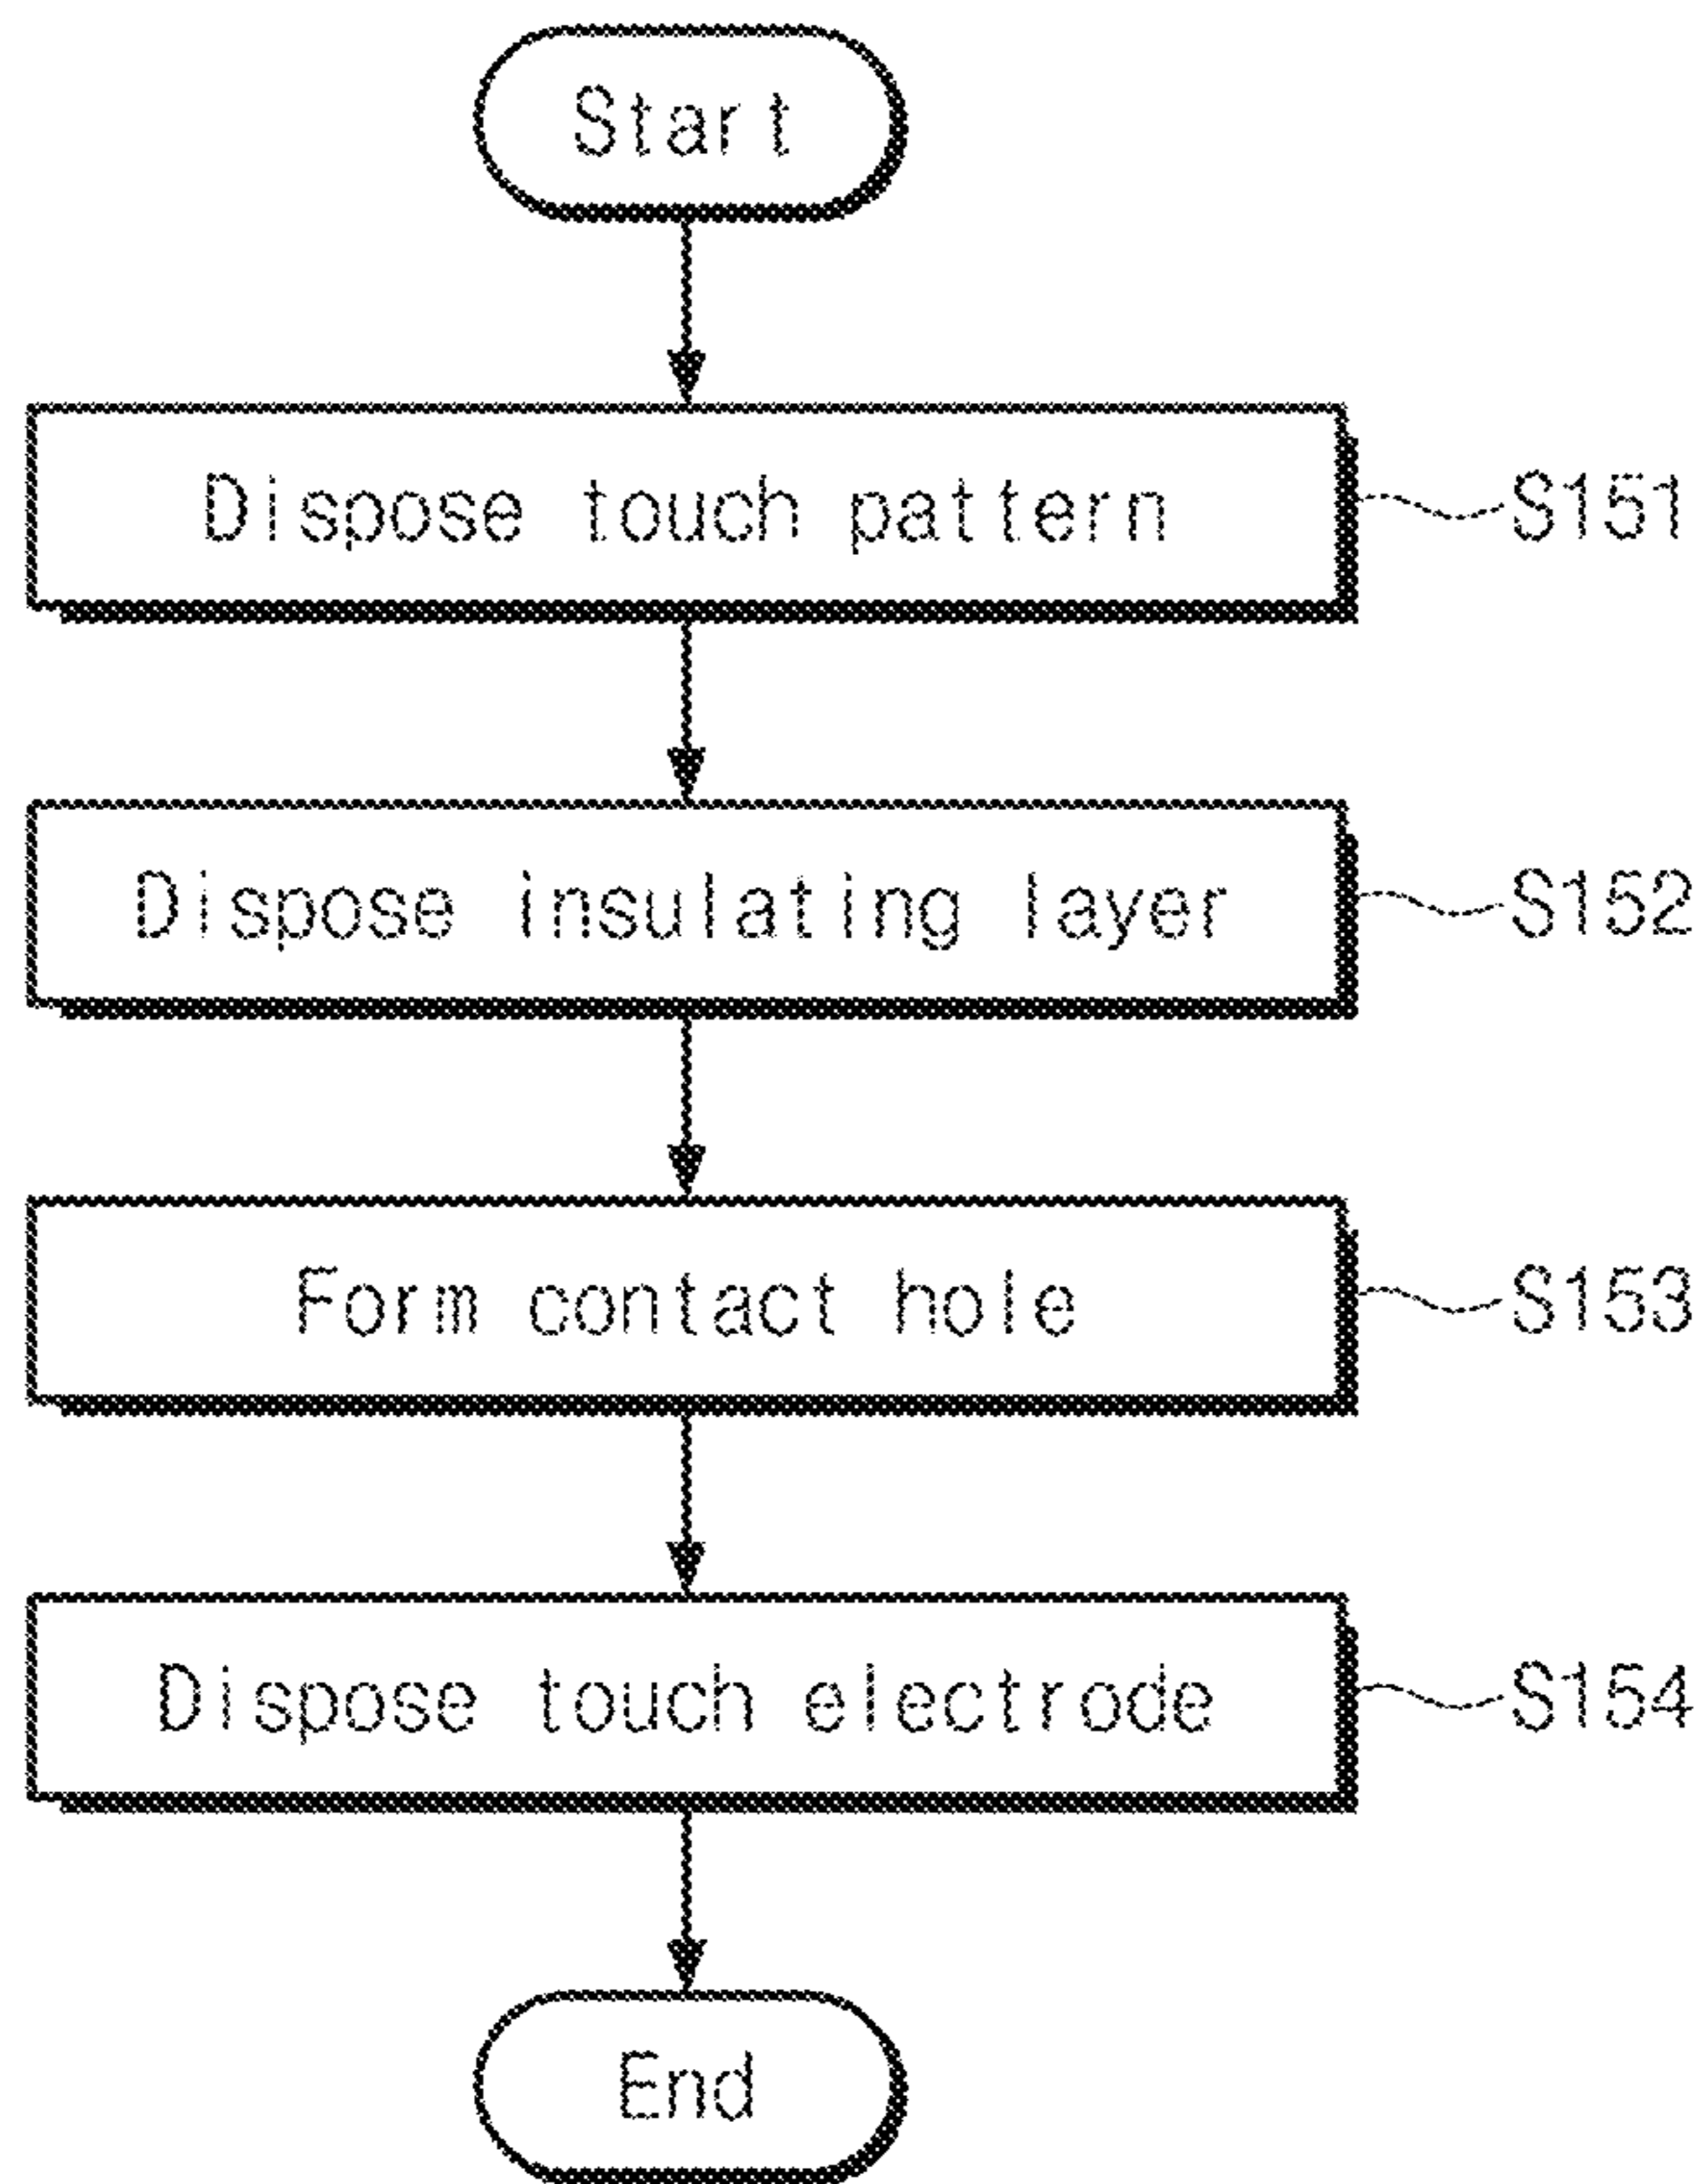 Start
Dispose touch pattern
S151
Dispose insulating layer
S152
Form contact hole
S153
Dispose touch electrode
S154
End